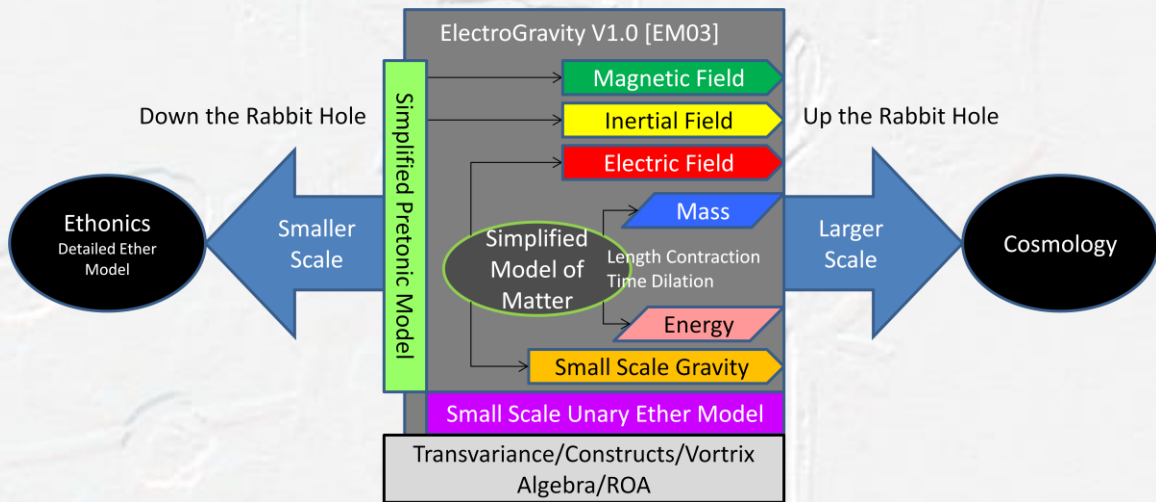 ElectroGravity V1.0 [EM03]
Magnetic Field
Down the Rabbit Hole
Inertial Field
Up the Rabbit Hole
Electric Field
Simplified Pretonic Model
Mass
Ethonics
Detailed Ether
Model
Smaller
Scale
Simplified
Model of
Matter
Length Contraction
Time Dilation
Larger
Scale
Cosmology
Energy
Small Scale Gravity
Small Scale Unary Ether Model
Transvariance/Constructs/Vortrix
Algebra/ROA